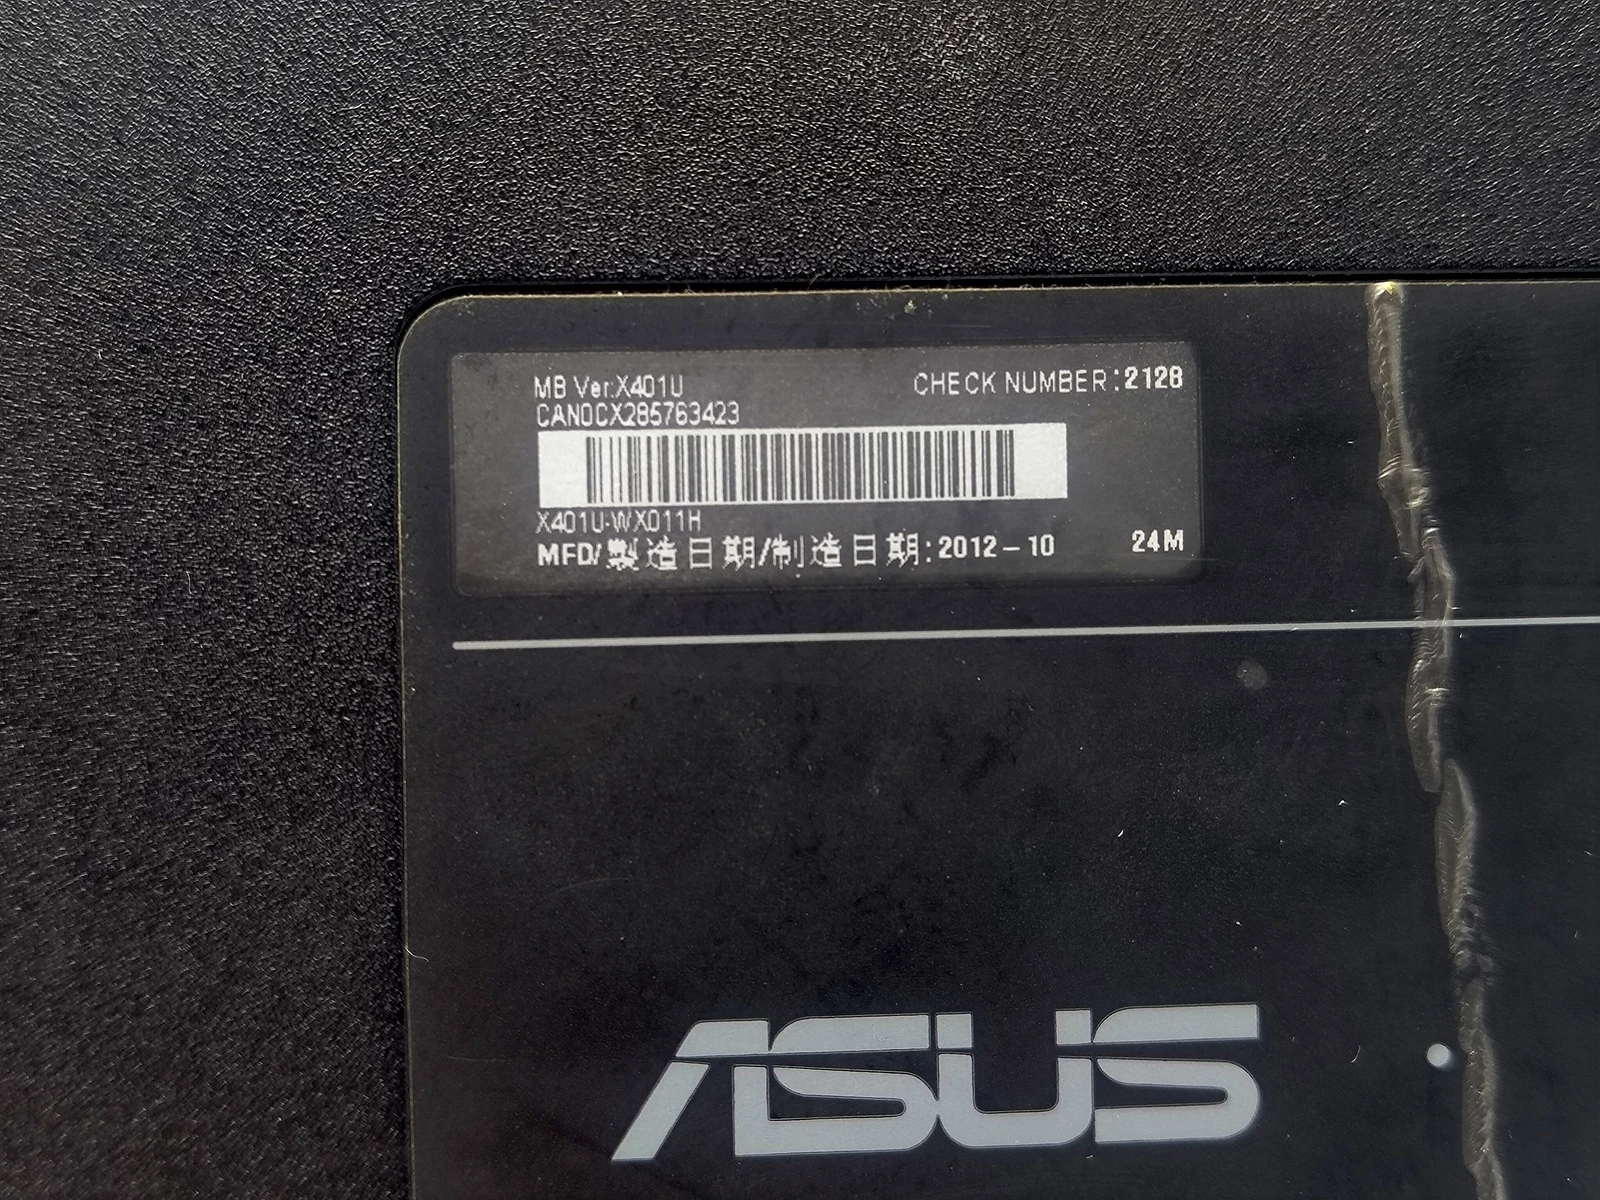 MB Ver:X401U
CHECK NUMBER:2128
CAN0CX285763423
X401U-WX011H
MFD/製造日期/制造日期:2012-10
24M
ASUS